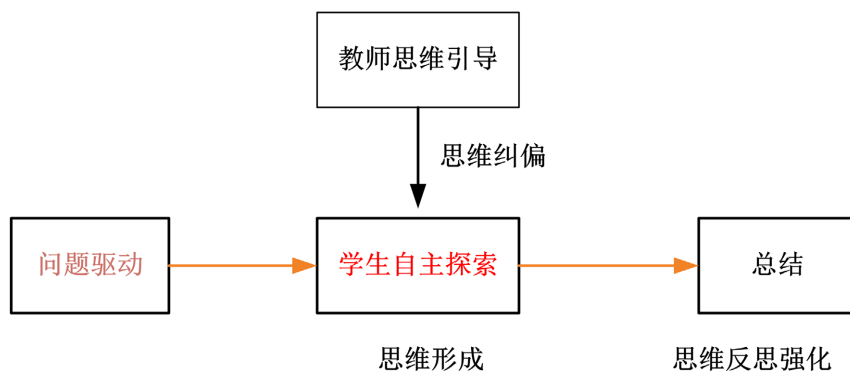 教师思维引导
思维纠偏
问题驱动
学生自主探索
总结
思维形成
思维反思强化